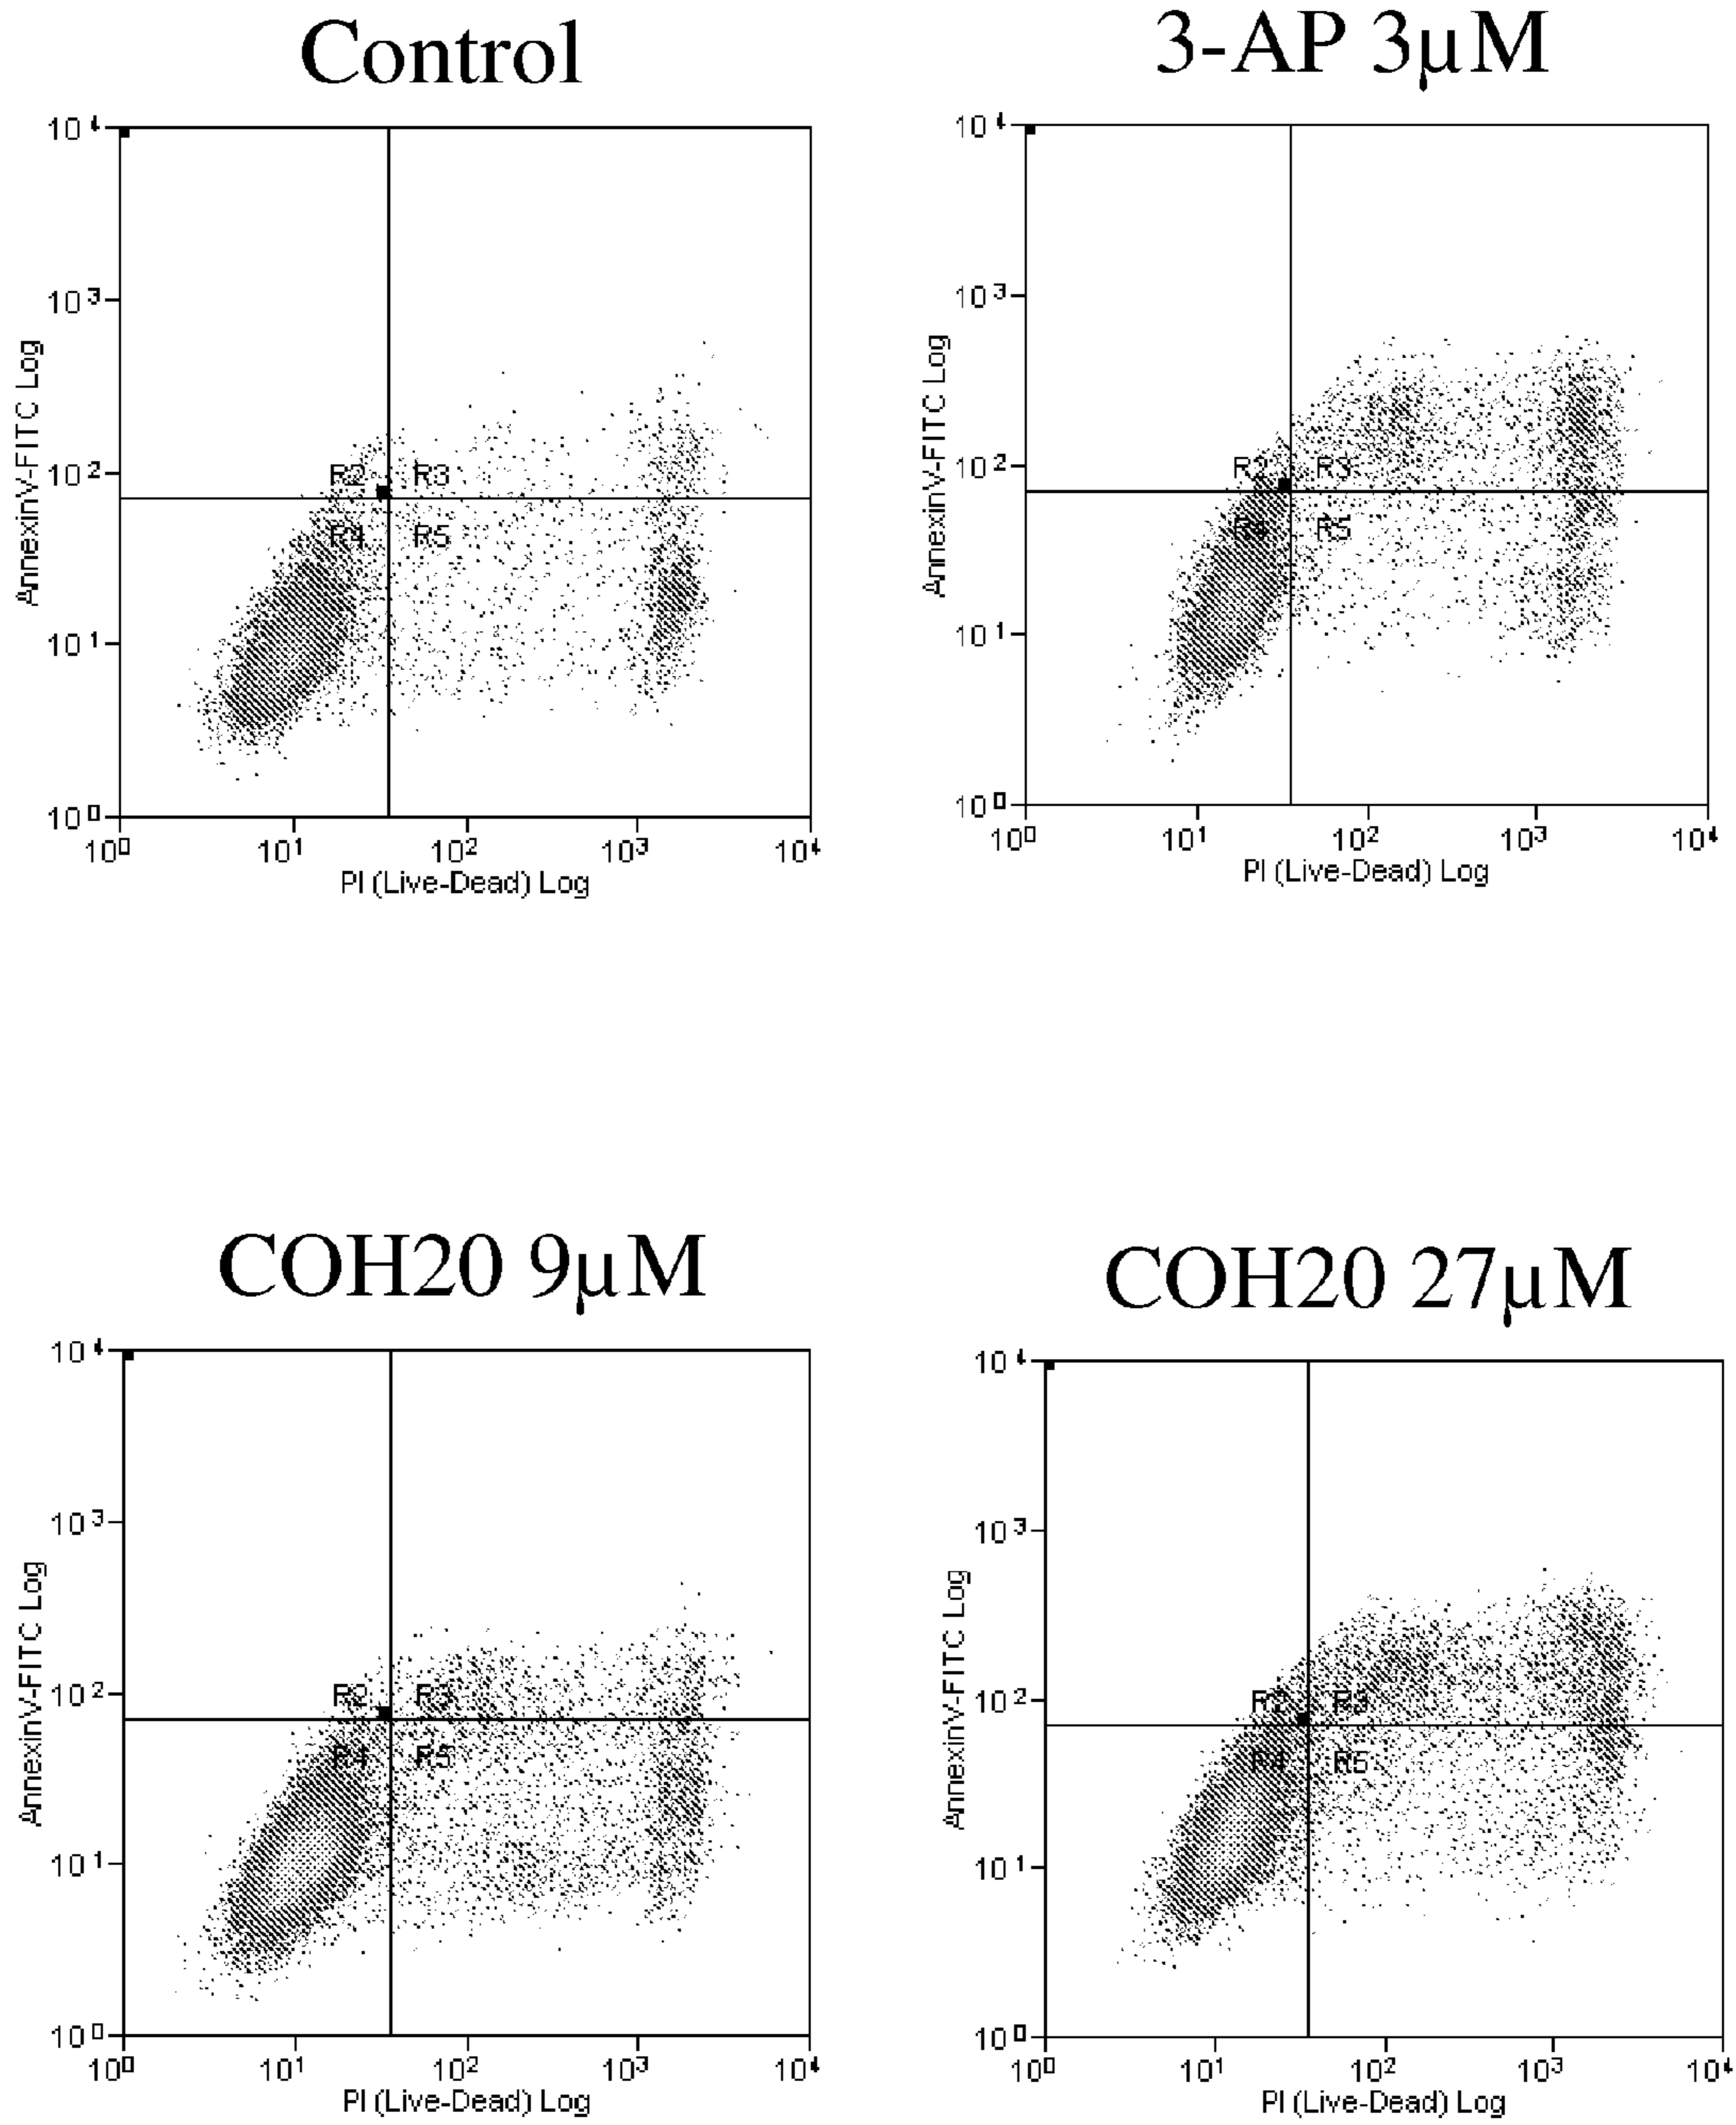 Control
3-AP 3µM
10⁴
10³
10²
10¹
10⁰
AnnexinV-FITC Log
R2 R3
R4 R5
10⁰ 10¹ 10² 10³ 10⁴
PI (Live-Dead) Log
10⁴
10³
10²
10¹
10⁰
AnnexinV-FITC Log
R2 R3
R4 R5
10⁰ 10¹ 10² 10³ 10⁴
PI (Live-Dead) Log
COH20 9µM
COH20 27µM
10⁴
10³
10²
10¹
10⁰
AnnexinV-FITC Log
R2 R3
R4 R5
10⁰ 10¹ 10² 10³ 10⁴
PI (Live-Dead) Log
10⁴
10³
10²
10¹
10⁰
AnnexinV-FITC Log
R2 R3
R4 R5
10⁰ 10¹ 10² 10³ 10⁴
PI (Live-Dead) Log